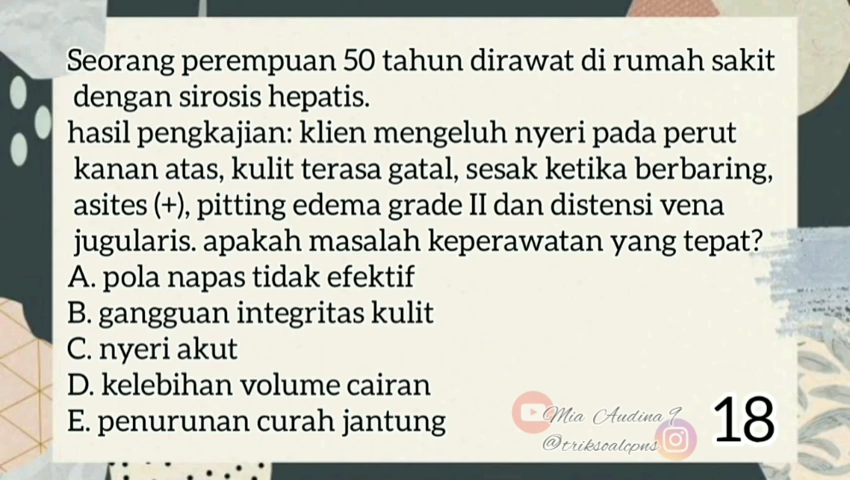 Seorang perempuan 50 tahun dirawat di rumah sakit
dengan sirosis hepatis.
hasil pengkajian: klien mengeluh nyeri pada perut
kanan atas, kulit terasa gatal, sesak ketika berbaring,
asites (+), pitting edema grade II dan distensi vena
jugularis. apakah masalah keperawatan yang tepat?
A. pola napas tidak efektif
B. gangguan integritas kulit
C. nyeri akut
D. kelebihan volume cairan
E. penurunan curah jantung
Mia Audina 9
@triksoalcpns
18